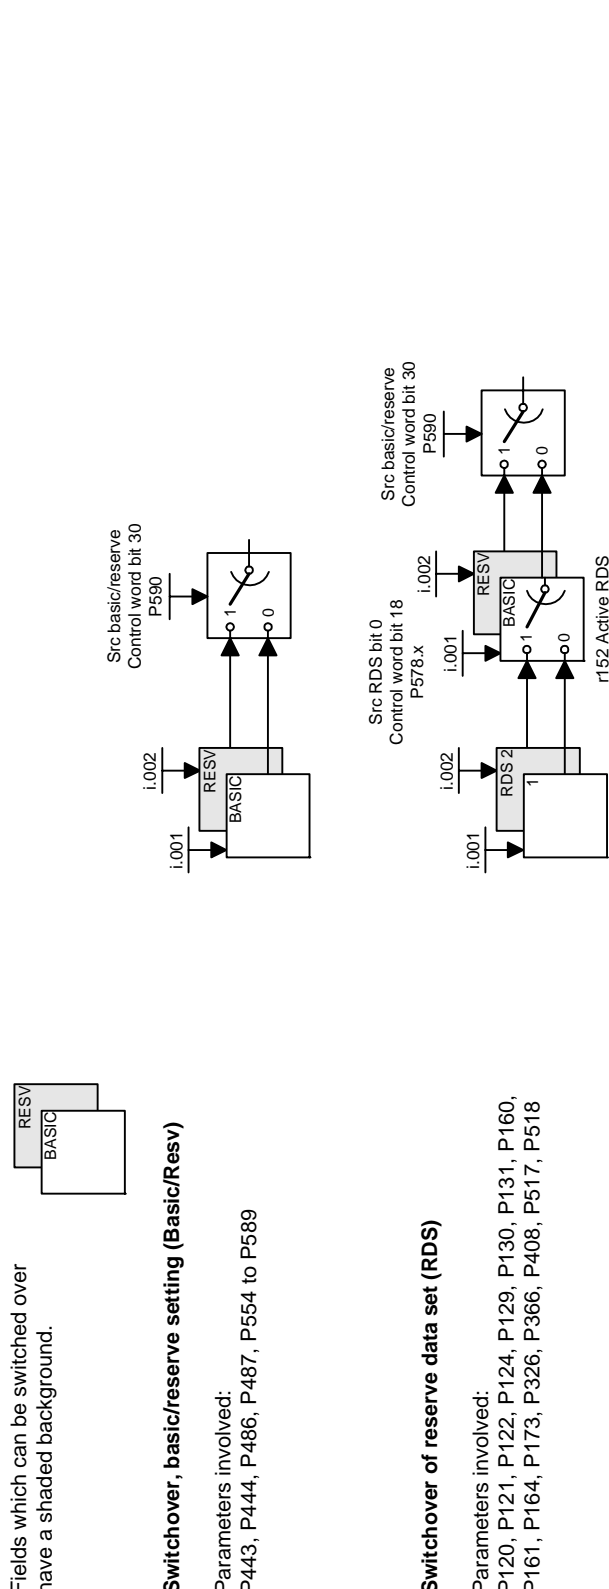 Fields which can be switched over
have a shaded background.
RESV
BASIC
Switchover, basic/reserve setting (Basic/Resv)
Parameters involved:
P443, P444, P486, P487, P554 to P589
i.001
i.002
RESV
BASIC
Src basic/reserve
Control word bit 30
P590
1
0
Switchover of reserve data set (RDS)
Parameters involved:
P120, P121, P122, P124, P129, P130, P131, P160,
P161, P164, P173, P326, P366, P408, P517, P518
i.001
i.002
RDS 2
1
Src RDS bit 0
Control word bit 18
P578.x
i.001
i.002
RESV
BASIC
1
0
r152 Active RDS
Src basic/reserve
Control word bit 30
P590
1
0